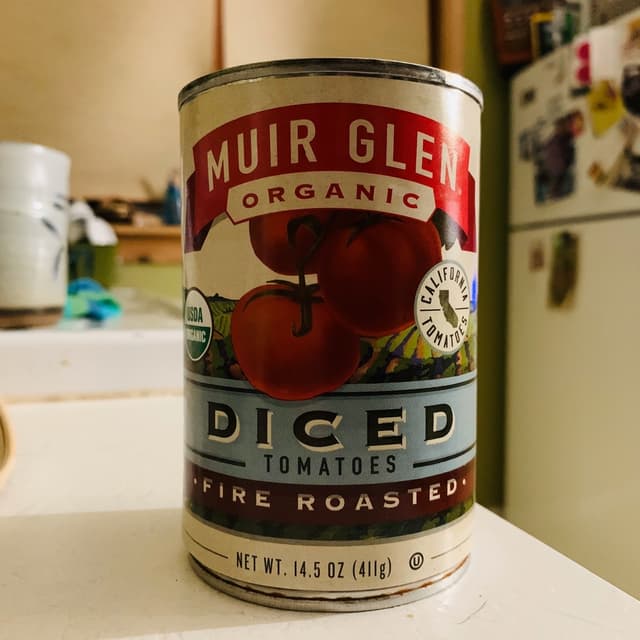 MUIR GLEN
ORGANIC
USDA
ORGANIC
CALIFORNIA
TOMATOES
DICED
TOMATOES
• FIRE ROASTED •
NET WT. 14.5 OZ (411g) Ⓤ